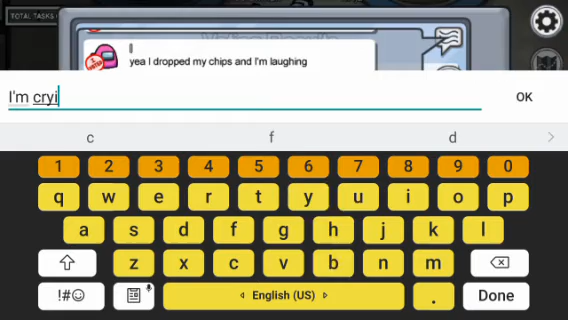 TOTAL TASKS
yea I dropped my chips and I'm laughing
I'm cryi
OK
c f d
1 2 3 4 5 6 7 8 9 0
q w e r t y u i o p
a s d f g h j k l
z x c v b n m
!#☺ English (US) . Done